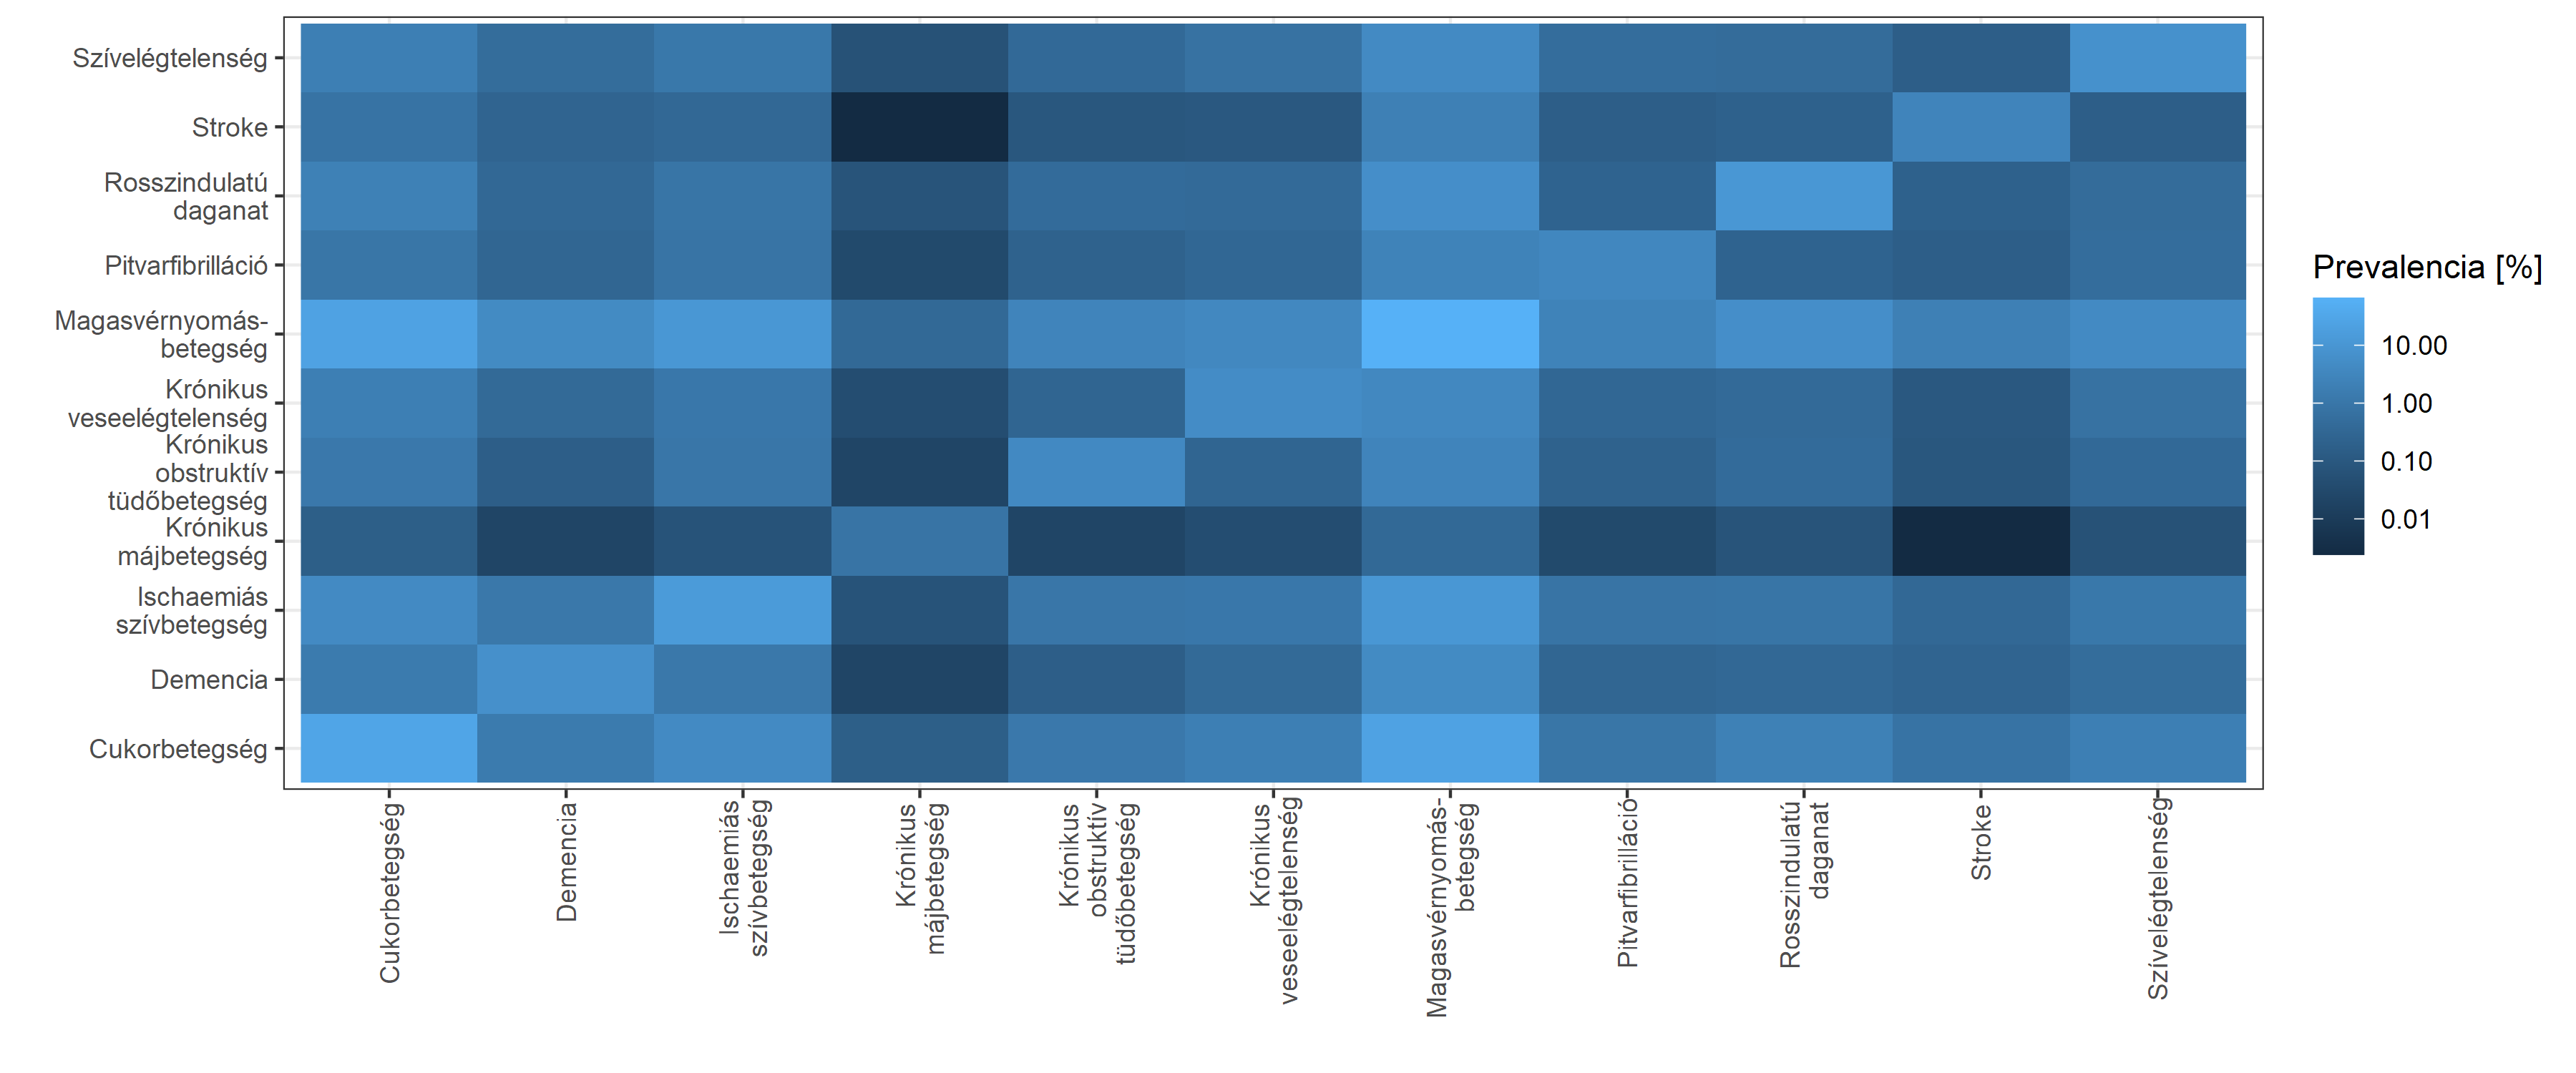 Szívelégtelenség
Stroke
Rosszindulatú
daganat
Pitvarfibrilláció
Magasvérnyomás-
betegség
Krónikus
veseelégtelenség
Krónikus
obstruktív
tüdőbetegség
Krónikus
májbetegség
Ischaemiás
szívbetegség
Demencia
Cukorbetegség
Cukorbetegség
Demencia
Ischaemiás
szívbetegség
Krónikus
májbetegség
Krónikus
obstruktív
tüdőbetegség
Krónikus
veseelégtelenség
Magasvérnyomás-
betegség
Pitvarfibrilláció
Rosszindulatú
daganat
Stroke
Szívelégtelenség
Prevalencia [%]
10.00
1.00
0.10
0.01